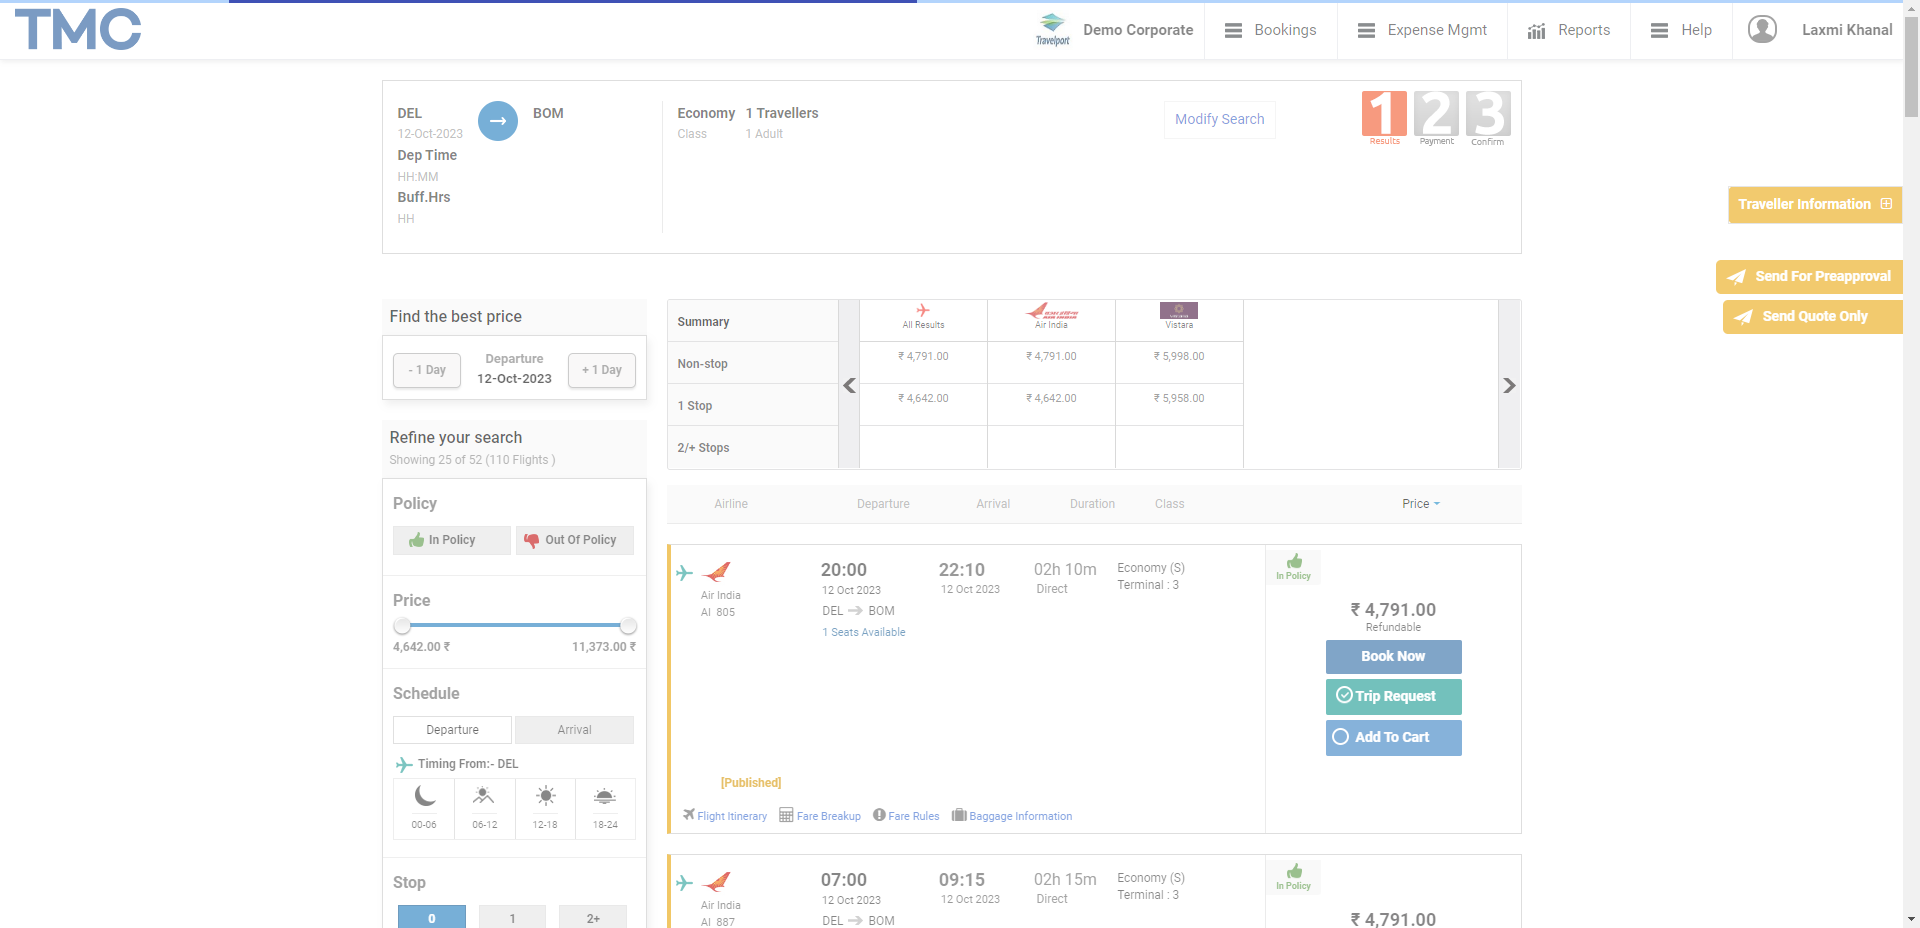 TMC
Travelport
Demo Corporate
Bookings
Expense Mgmt
Reports
Help
Laxmi Khanal
DEL
12-Oct-2023
BOM
Dep Time
HH:MM
Buff.Hrs
HH
Economy
Class
1 Travellers
1 Adult
Modify Search
1
Results
2
Payment
3
Confirm
Traveller Information
Send For Preapproval
Send Quote Only
Find the best price
- 1 Day
Departure
12-Oct-2023
+ 1 Day
Refine your search
Showing 25 of 52 (110 Flights )
Policy
In Policy
Out Of Policy
Price
4,642.00 ₹
11,373.00 ₹
Schedule
Departure
Arrival
Timing From:- DEL
00-06
06-12
12-18
18-24
Stop
0
1
2+
Summary
All Results
Air India
Vistara
Non-stop
₹ 4,791.00
₹ 4,791.00
₹ 5,998.00
1 Stop
₹ 4,642.00
₹ 4,642.00
₹ 5,958.00
2/+ Stops
Airline
Departure
Arrival
Duration
Class
Price
Air India
AI 805
20:00
12 Oct 2023
DEL
BOM
1 Seats Available
22:10
12 Oct 2023
02h 10m
Direct
Economy (S)
Terminal : 3
In Policy
₹ 4,791.00
Refundable
Book Now
Trip Request
Add To Cart
[Published]
Flight Itinerary
Fare Breakup
Fare Rules
Baggage Information
Air India
AI 887
07:00
12 Oct 2023
DEL
BOM
09:15
12 Oct 2023
02h 15m
Direct
Economy (S)
Terminal : 3
In Policy
₹ 4,791.00